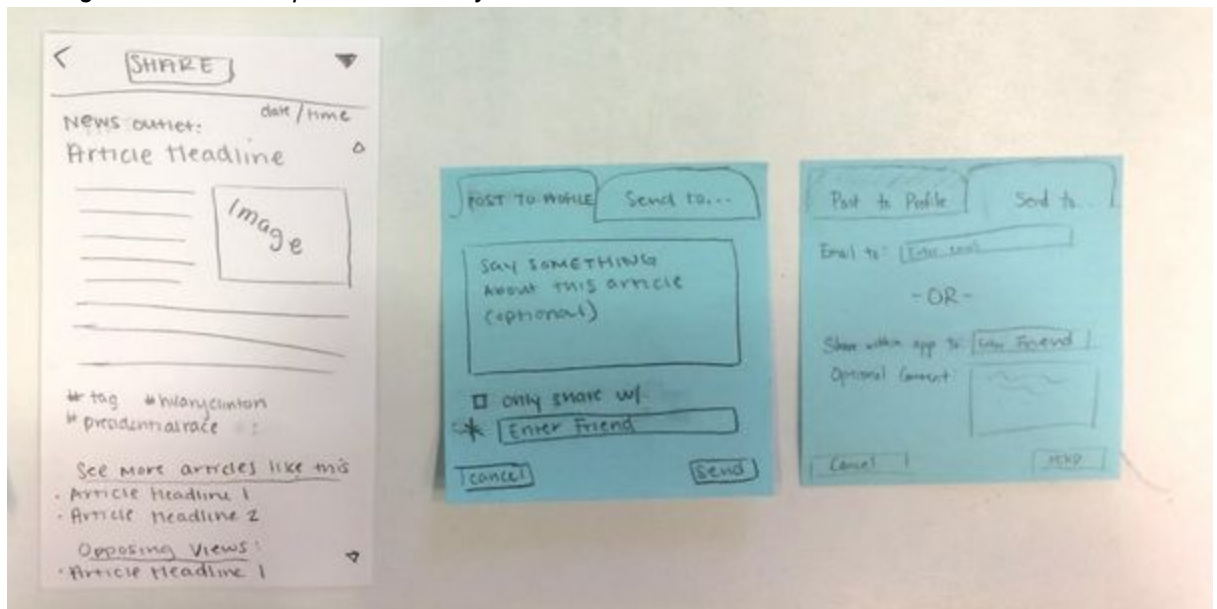 SHARE
date/time
News outlet:
Article Headline
Image
#tag #hilaryclinton
#presidentialrace
See More articles like this
· Article Headline 1
· Article Headline 2
Opposing Views:
· Article Headline 1
POST TO PROFILE
Send to...
SAY SOMETHING
About this article
(optional)
only share w/
* Enter Friend
cancel
Send
Post to Profile
Send to...
Email to: Enter email
- OR -
Share within app to: Enter Friend
Optional Comment
Cancel
SEND